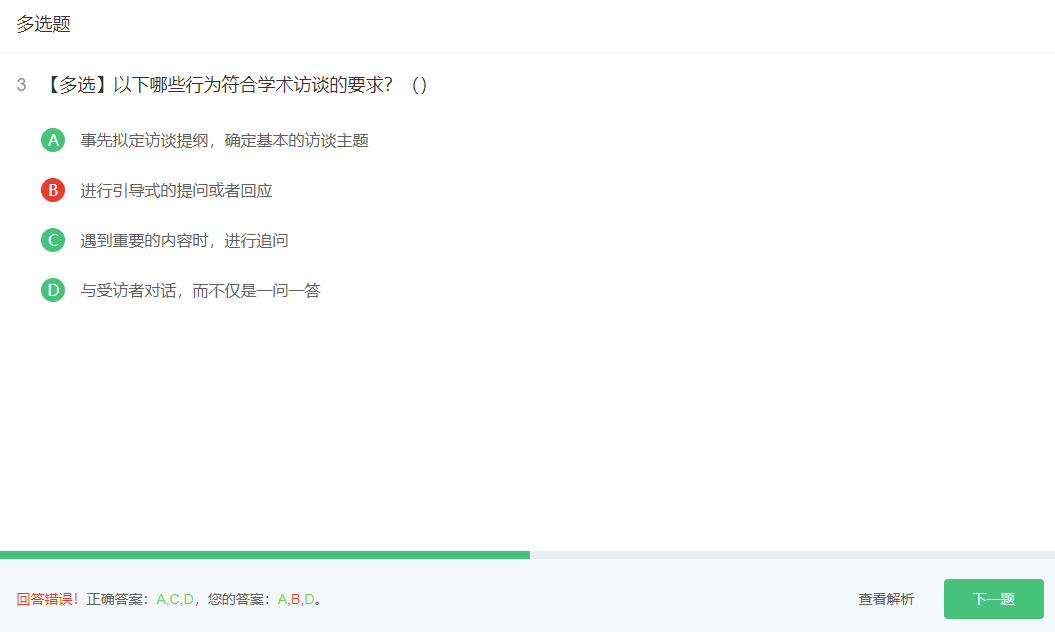 多选题
3 【多选】以下哪些行为符合学术访谈的要求？（）
A 事先拟定访谈提纲，确定基本的访谈主题
B 进行引导式的提问或者回应
C 遇到重要的内容时，进行追问
D 与受访者对话，而不仅是一问一答
回答错误！正确答案：A,C,D，您的答案：A,B,D。 查看解析 下一题